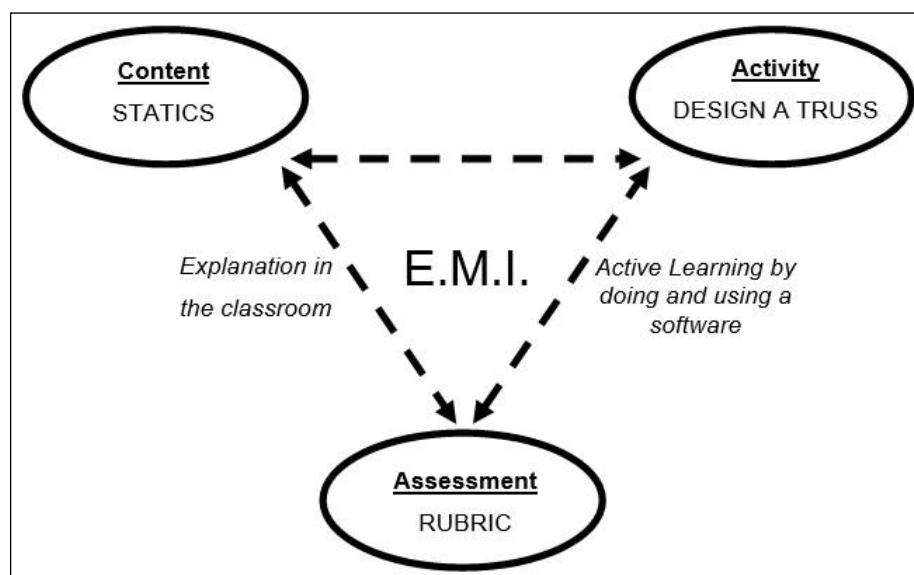 Content
STATICS
Activity
DESIGN A TRUSS
Explanation in
the classroom
E.M.I.
Active Learning by
doing and using a
software
Assessment
RUBRIC